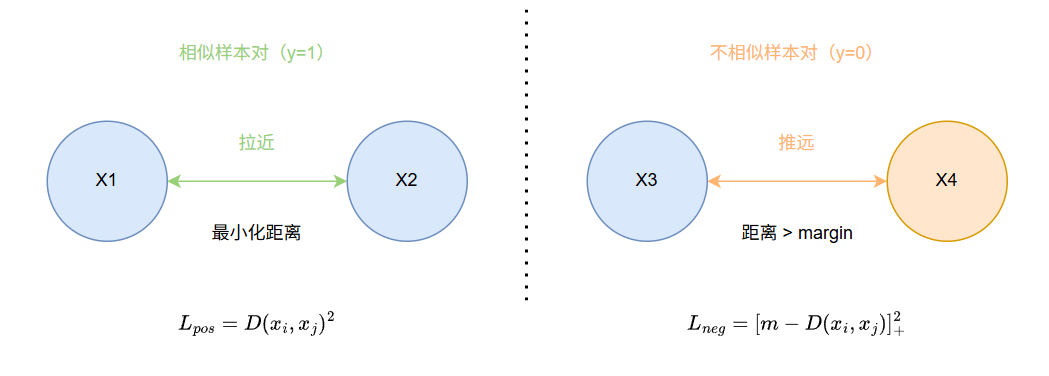 相似样本对（y=1）
拉近
X1
X2
最小化距离
L_{pos} = D(x_i, x_j)^2
不相似样本对（y=0）
推远
X3
X4
距离 > margin
L_{neg} = [m − D(x_i, x_j)]_+^2